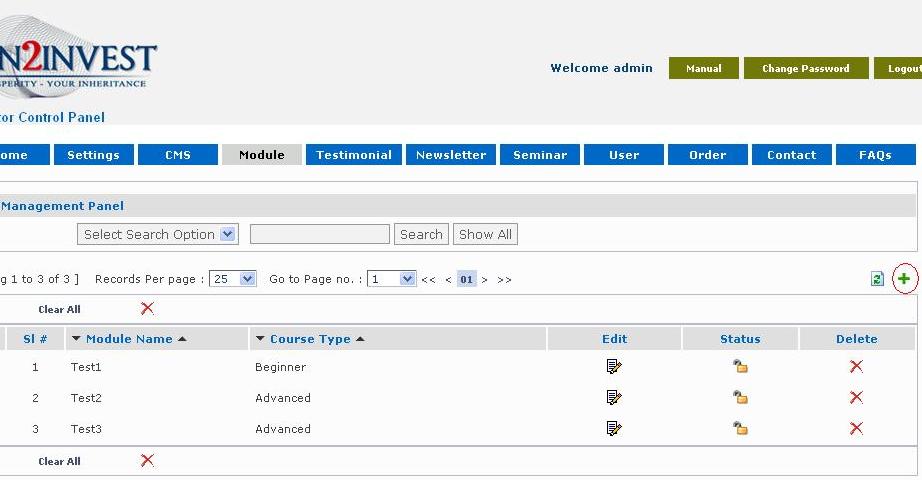 N2INVEST
SPERITY - YOUR INHERITANCE
Welcome admin
Manual
Change Password
Logout
tor Control Panel
ome
Settings
CMS
Module
Testimonial
Newsletter
Seminar
User
Order
Contact
FAQs
Management Panel
Select Search Option
Search
Show All
g 1 to 3 of 3 ] Records Per page : 25 Go to Page no. : 1 << < 01 > >>
Clear All
Sl # Module Name Course Type Edit Status Delete
1 Test1 Beginner
2 Test2 Advanced
3 Test3 Advanced
Clear All